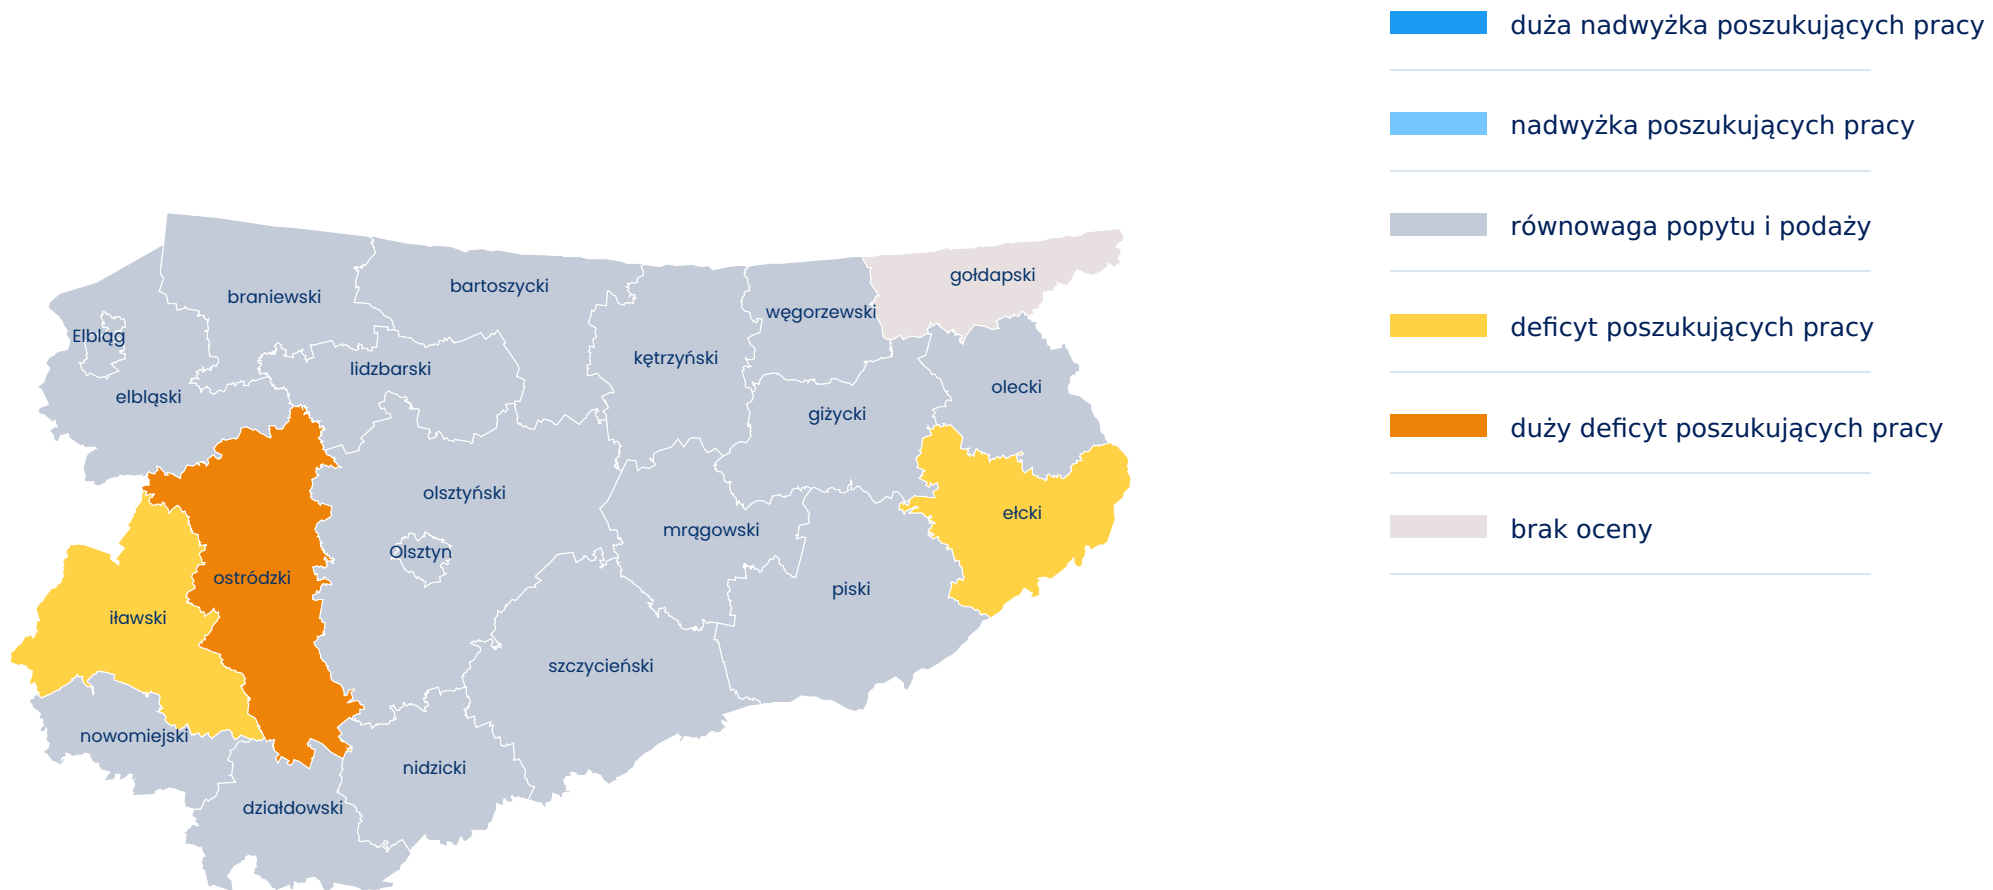 duża nadwyżka poszukujących pracy
nadwyżka poszukujących pracy
równowaga popytu i podaży
deficyt poszukujących pracy
duży deficyt poszukujących pracy
brak oceny
gołdapski
bartoszycki
braniewski
węgorzewski
Elbląg
kętrzyński
lidzbarski
olecki
elbląski
giżycki
olsztyński
ełcki
mrągowski
Olsztyn
ostródzki
piski
iławski
szczycieński
nowomiejski
nidzicki
działdowski